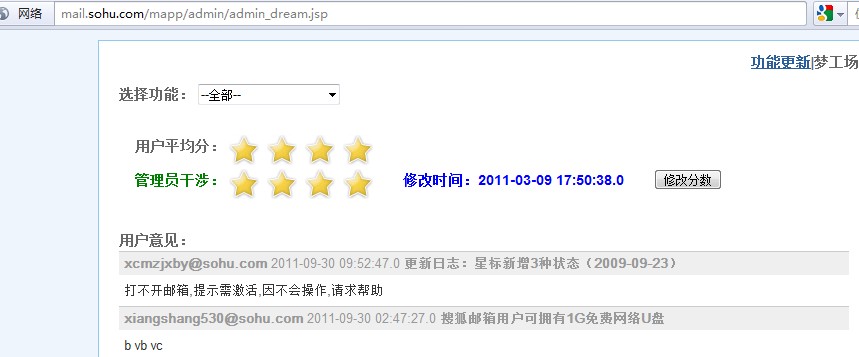 网络 mail.sohu.com/mapp/admin/admin_dream.jsp
功能更新|梦工场
选择功能： --全部--
用户平均分：
管理员干涉： 修改时间：2011-03-09 17:50:38.0 修改分数
用户意见：
xcmzjxby@sohu.com 2011-09-30 09:52:47.0 更新日志：星标新增3种状态（2009-09-23）
打不开邮箱,提示需激活,因不会操作,请求帮助
xiangshang530@sohu.com 2011-09-30 02:47:27.0 搜狐邮箱用户可拥有1G免费网络U盘
b vb vc